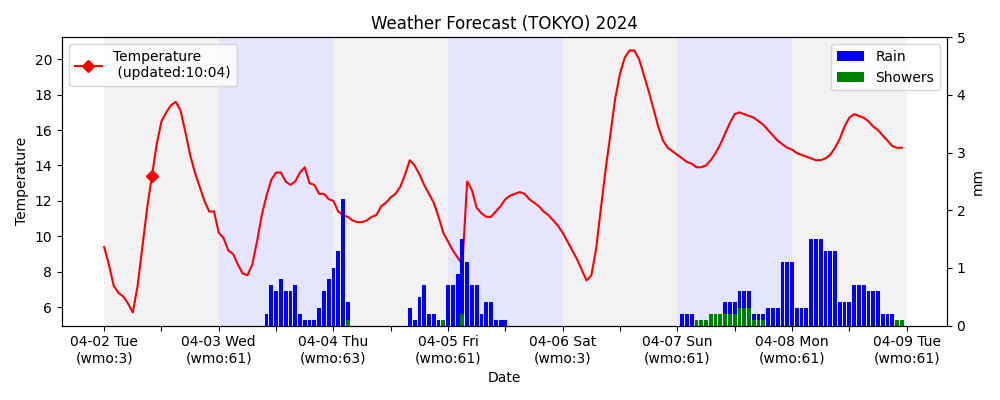 Weather Forecast (TOKYO) 2024
Temperature
(updated:10:04)
Rain
Showers
Temperature
20
18
16
14
12
10
8
6
5
4
3
2
1
0
mm
04-02 Tue
(wmo:3)
04-03 Wed
(wmo:61)
04-04 Thu
(wmo:63)
04-05 Fri
(wmo:61)
04-06 Sat
(wmo:3)
04-07 Sun
(wmo:61)
04-08 Mon
(wmo:61)
04-09 Tue
(wmo:61)
Date